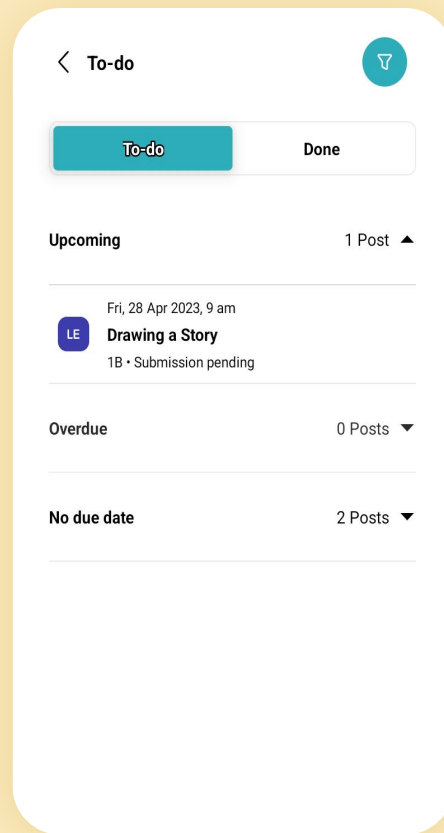 To-do
To-do Done
Upcoming 1 Post
Fri, 28 Apr 2023, 9 am
LE Drawing a Story
1B • Submission pending
Overdue 0 Posts
No due date 2 Posts